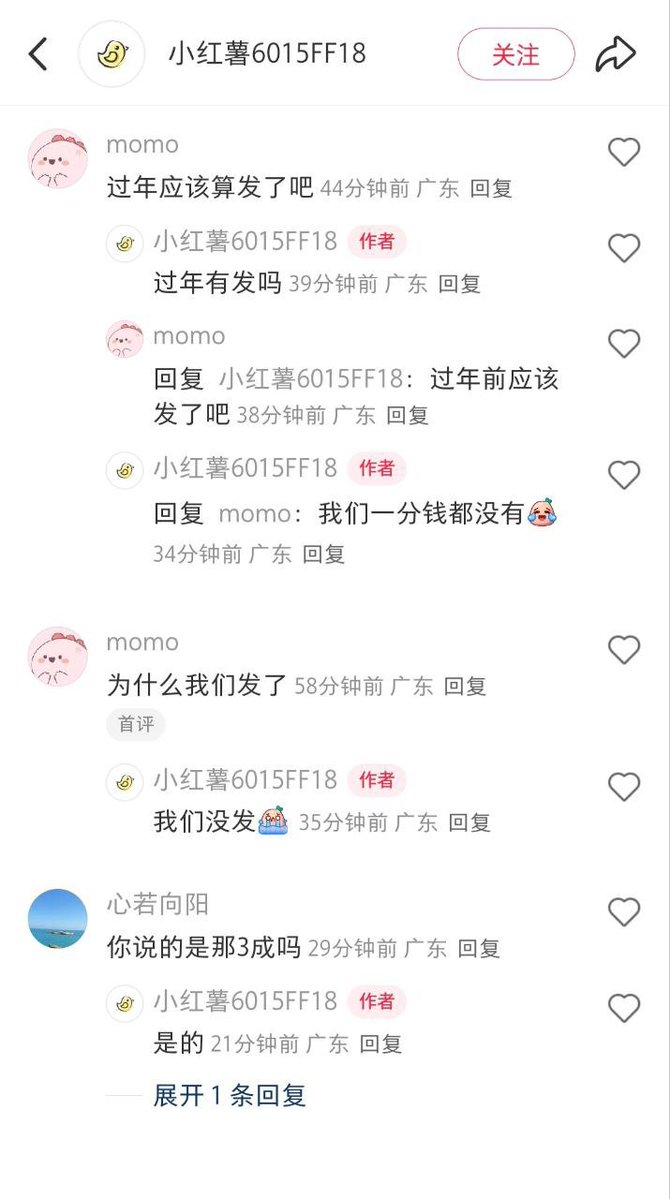 小红薯6015FF18
关注
momo
过年应该算发了吧 44分钟前 广东 回复
小红薯6015FF18 作者
过年有发吗 39分钟前 广东 回复
momo
回复 小红薯6015FF18：过年前应该
发了吧 38分钟前 广东 回复
小红薯6015FF18 作者
回复 momo：我们一分钱都没有
34分钟前 广东 回复
momo
为什么我们发了 58分钟前 广东 回复
首评
小红薯6015FF18 作者
我们没发 35分钟前 广东 回复
心若向阳
你说的是那3成吗 29分钟前 广东 回复
小红薯6015FF18 作者
是的 21分钟前 广东 回复
展开 1 条回复